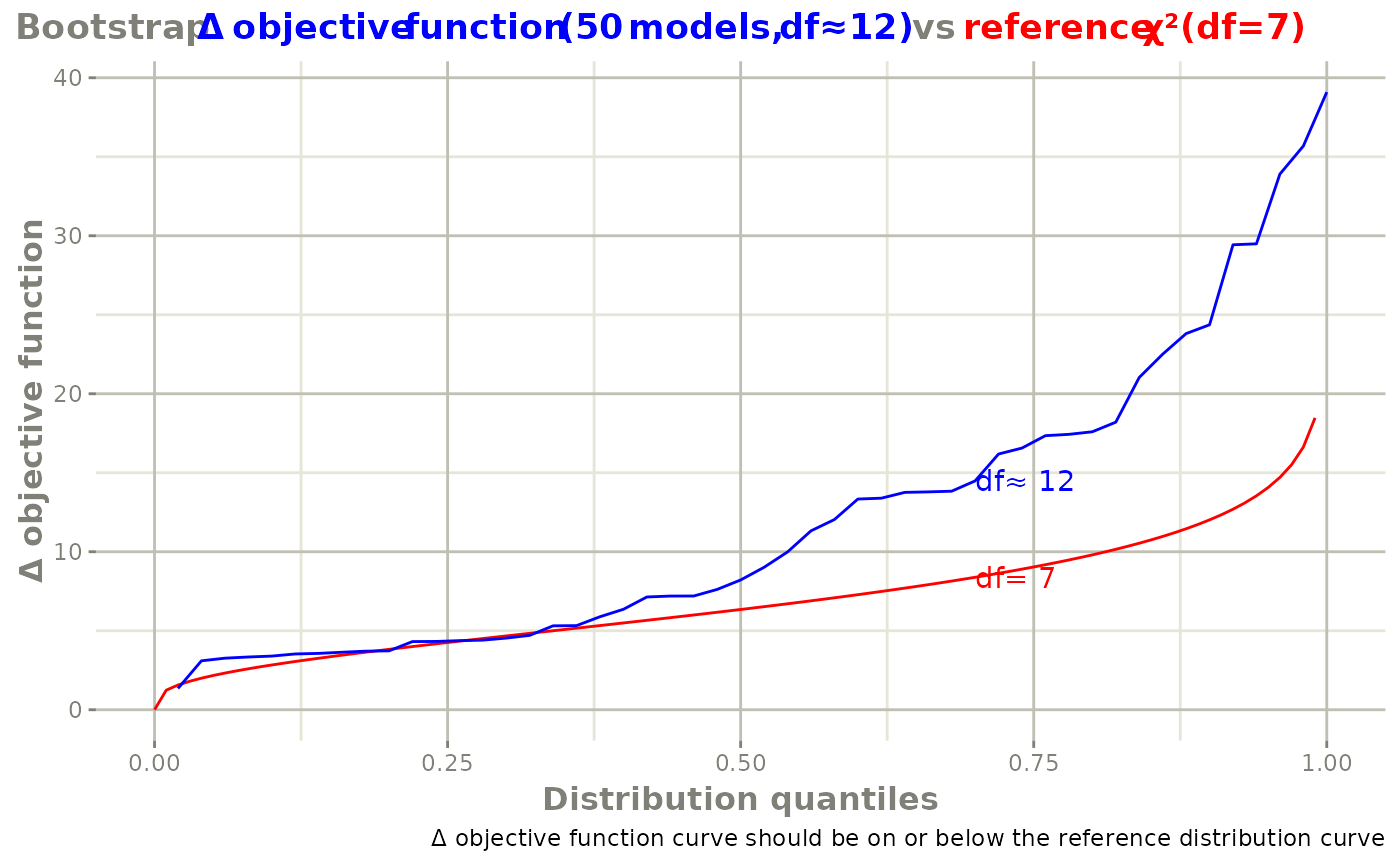 Bootstrap Δ objective function (50 models, df≈12) vs reference χ²(df=7)
40
30
20
10
0
Δ objective function
df≈ 12
df= 7
0.00 0.25 0.50 0.75 1.00
Distribution quantiles
Δ objective function curve should be on or below the reference distribution curve